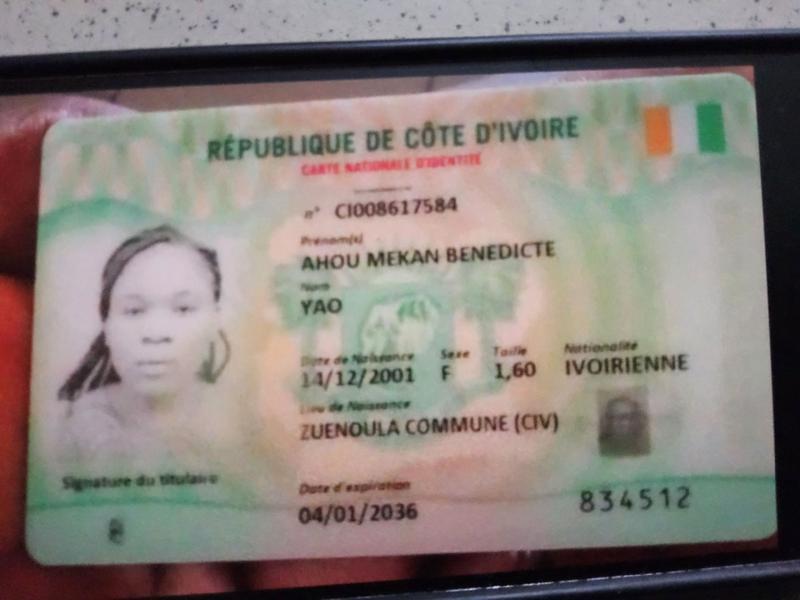 RÉPUBLIQUE DE CÔTE D'IVOIRE
CARTE NATIONALE D'IDENTITÉ
n° CI008617584
Prénom(s)
AHOU MEKAN BENEDICTE
Nom
YAO
Date de Naissance Sexe Taille Nationalité
14/12/2001 F 1,60 IVOIRIENNE
Lieu de Naissance
ZUENOULA COMMUNE (CIV)
Signature du titulaire
Date d'expiration
04/01/2036
834512